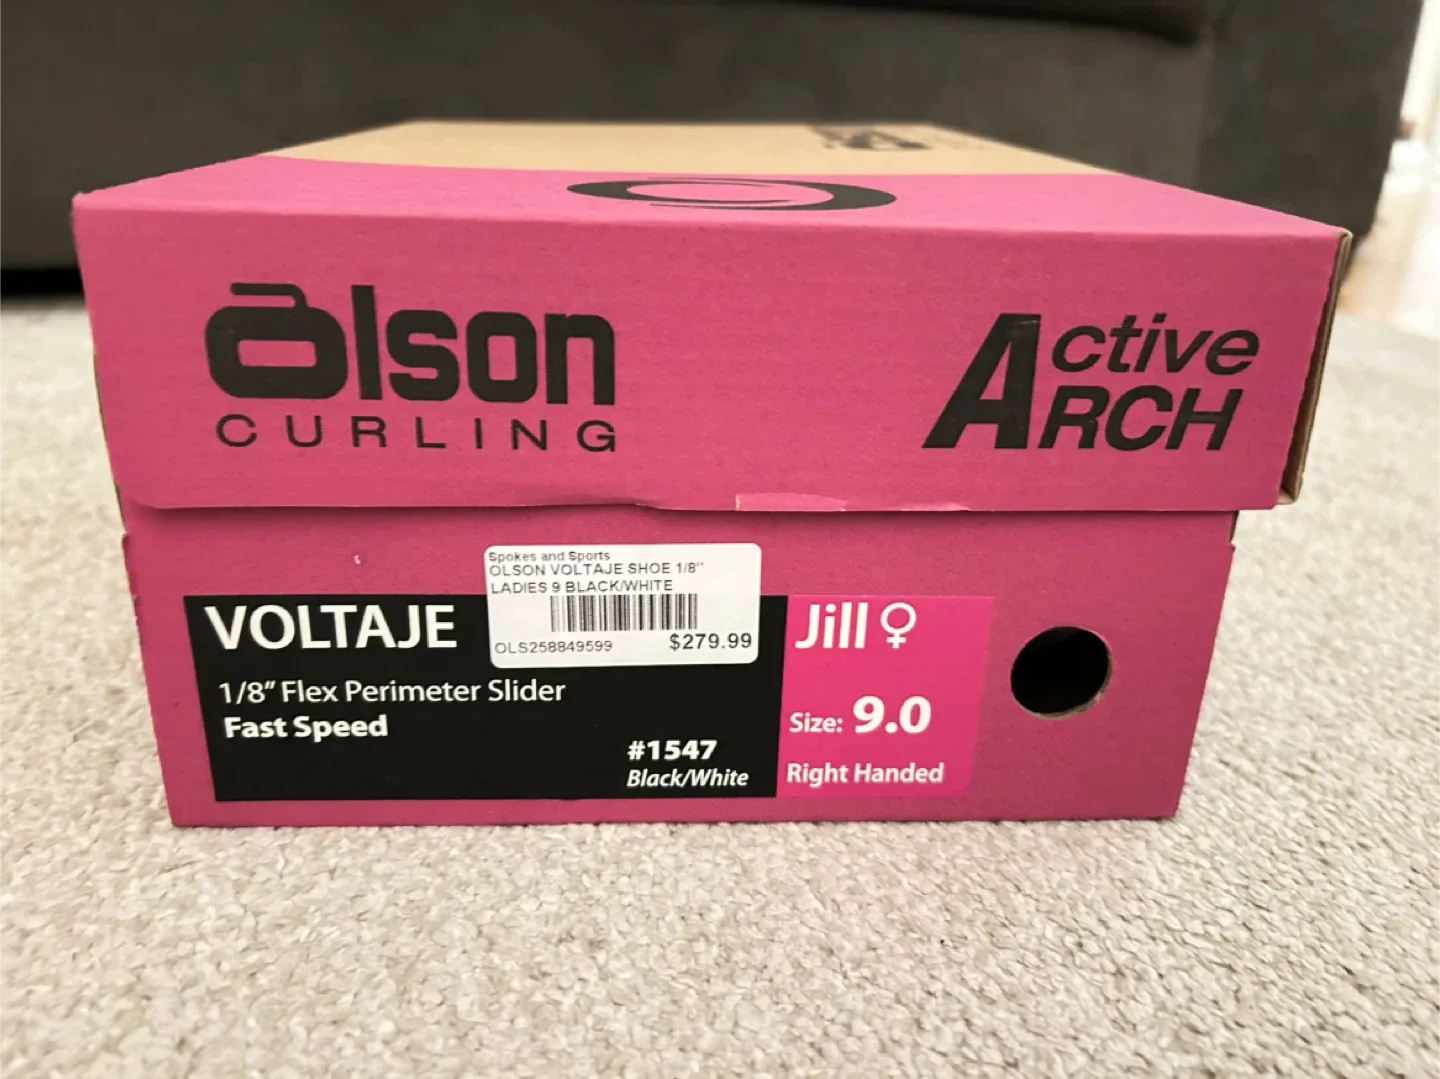 Olson
CURLING
Active
ARCH
Spokes and Sports
OLSON VOLTAJE SHOE 1/8"
LADIES 9 BLACK/WHITE
OLS258849599 $279.99
VOLTAJE
1/8" Flex Perimeter Slider
Fast Speed
#1547
Black/White
Jill ♀
Size: 9.0
Right Handed